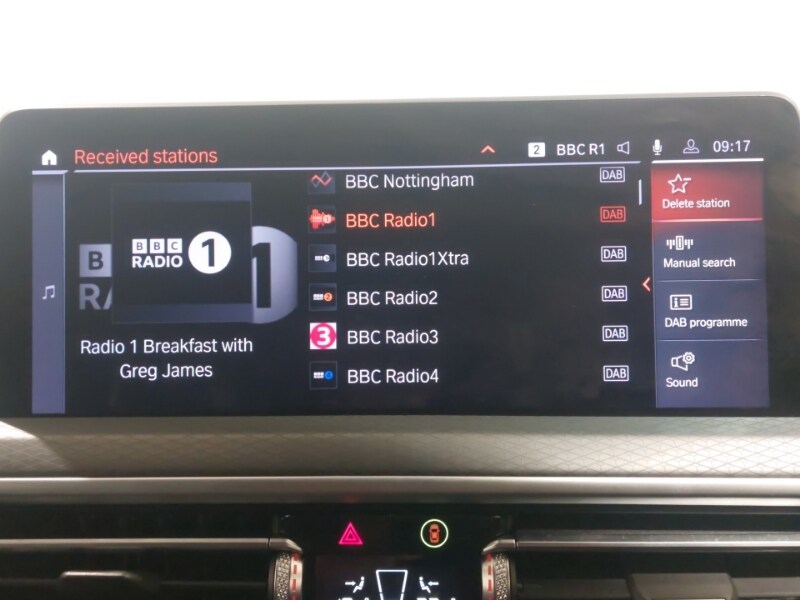 Received stations
2 BBC R1
09:17
BBC
RADIO 1
Radio 1 Breakfast with
Greg James
BBC Nottingham DAB
BBC Radio1 DAB
BBC Radio1Xtra DAB
BBC Radio2 DAB
3 BBC Radio3 DAB
BBC Radio4 DAB
Delete station
Manual search
DAB programme
Sound